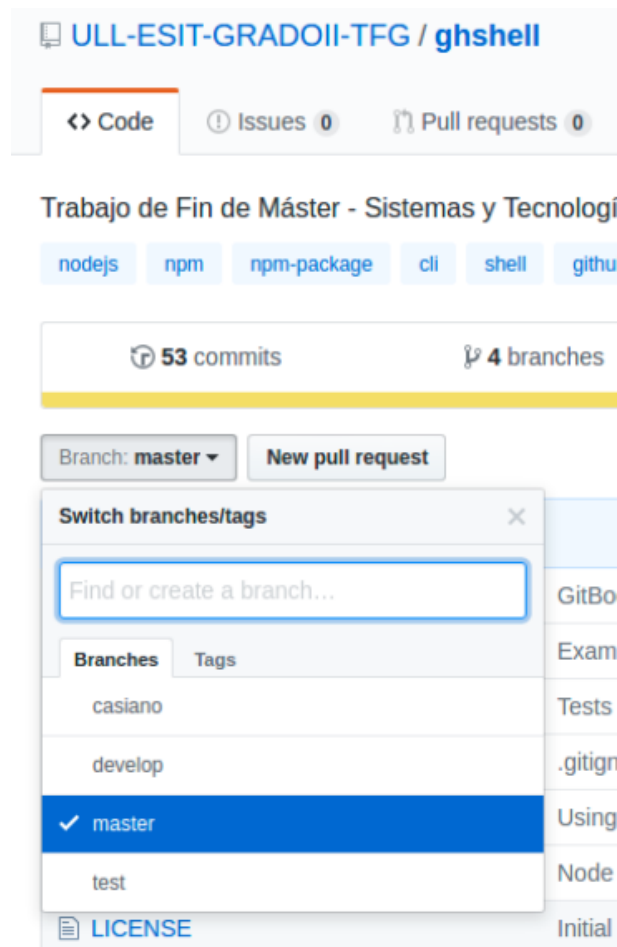 ULL-ESIT-GRADOII-TFG / ghshell
<> Code Issues 0 Pull requests 0
Trabajo de Fin de Máster - Sistemas y Tecnologí
nodejs npm npm-package cli shell githu
53 commits 4 branches
Branch: master New pull request
Switch branches/tags
Find or create a branch...
GitBo
Branches Tags
Exam
casiano
Tests
develop
.gitign
master
Using
test
Node
LICENSE
Initial